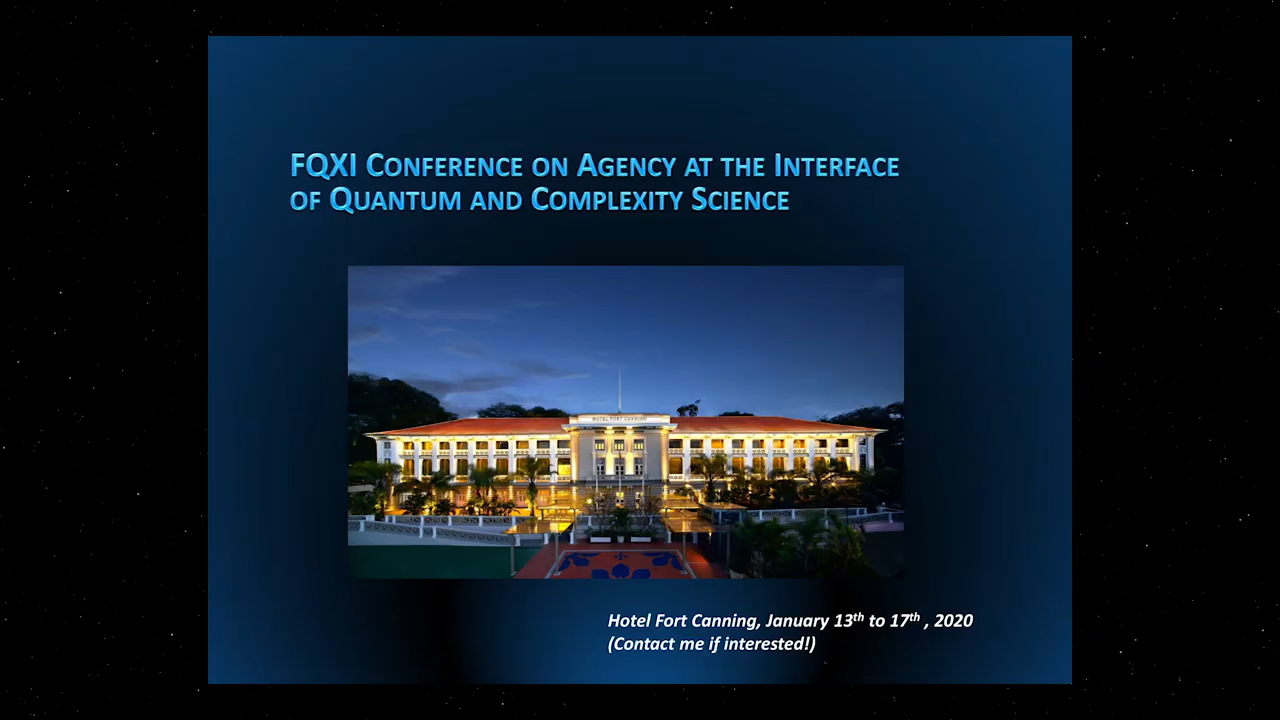 FQXI Conference on Agency at the Interface
of Quantum and Complexity Science
HOTEL FORT CANNING
Hotel Fort Canning, January 13th to 17th , 2020
(Contact me if interested!)